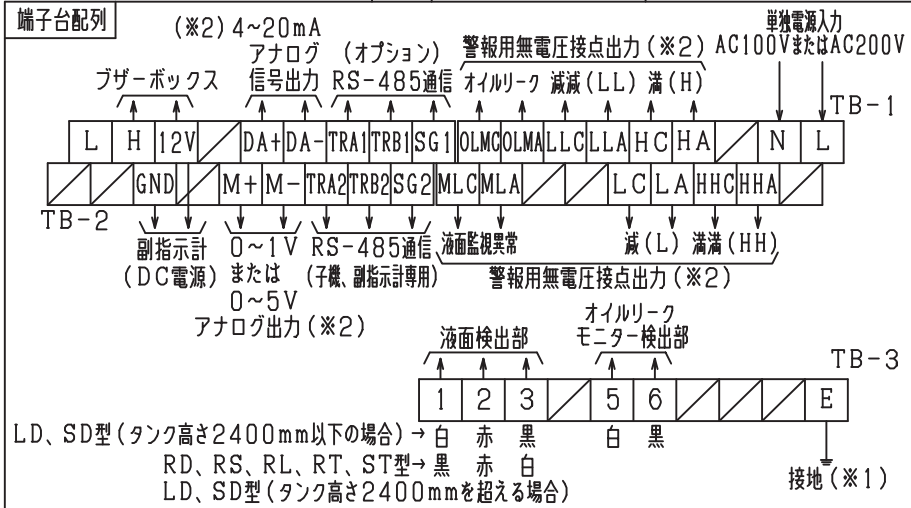 端子台配列
(※2) 4~20mA
アナログ
信号出力
(オプション)
RS-485通信
警報用無電圧接点出力(※2)
オイルリーク 減減(LL) 満(H)
単独電源入力
AC100VまたはAC200V
ブザーボックス
TB-1
L H 12V DA+ DA- TRA1 TRB1 SG1 OLMC OLMA LLC LLA HC HA N L
GND M+ M- TRA2 TRB2 SG2 MLC MLA LC LA HHC HHA
TB-2
副指示計
(DC電源)
0~1V
または
0~5V
アナログ出力(※2)
RS-485通信
(子機、副指示計専用)
液面監視異常 減(L) 満満(HH)
警報用無電圧接点出力(※2)
液面検出部
オイルリーク
モニター検出部
TB-3
1 2 3 5 6 E
LD、SD型(タンク高さ2400mm以下の場合)→ 白 赤 黒 白 黒
RD、RS、RL、RT、ST型→ 黒 赤 白
LD、SD型(タンク高さ2400mmを超える場合)
接地(※1)